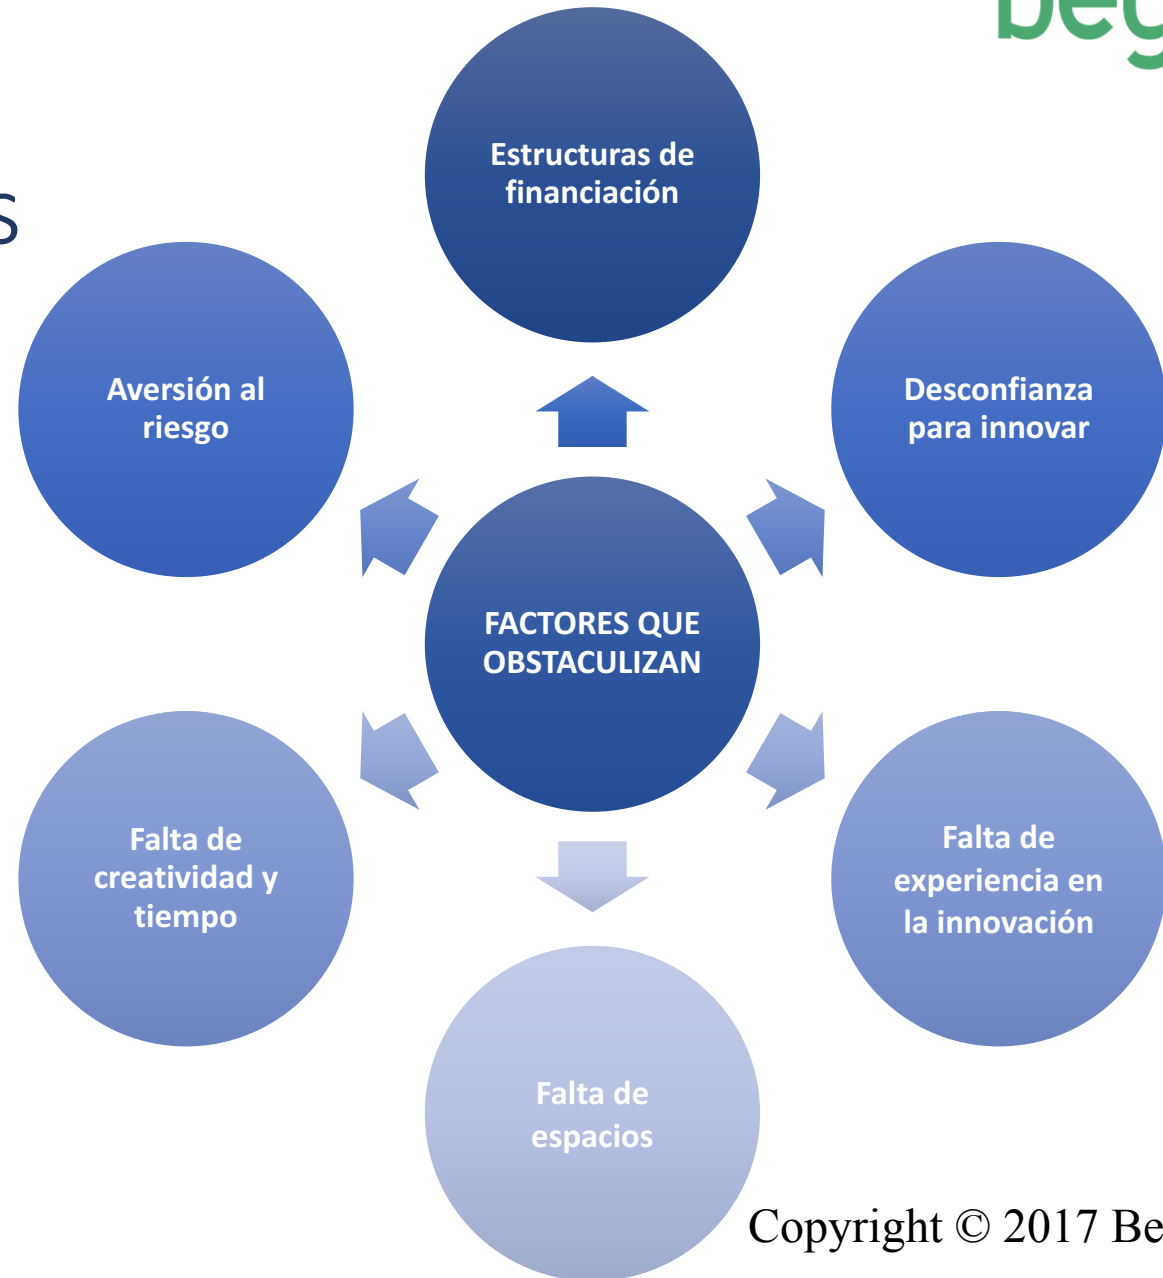 beg
s
Estructuras de
financiación
Aversión al
riesgo
Desconfianza
para innovar
FACTORES QUE
OBSTACULIZAN
Falta de
creatividad y
tiempo
Falta de
experiencia en
la innovación
Falta de
espacios
Copyright © 2017 Be